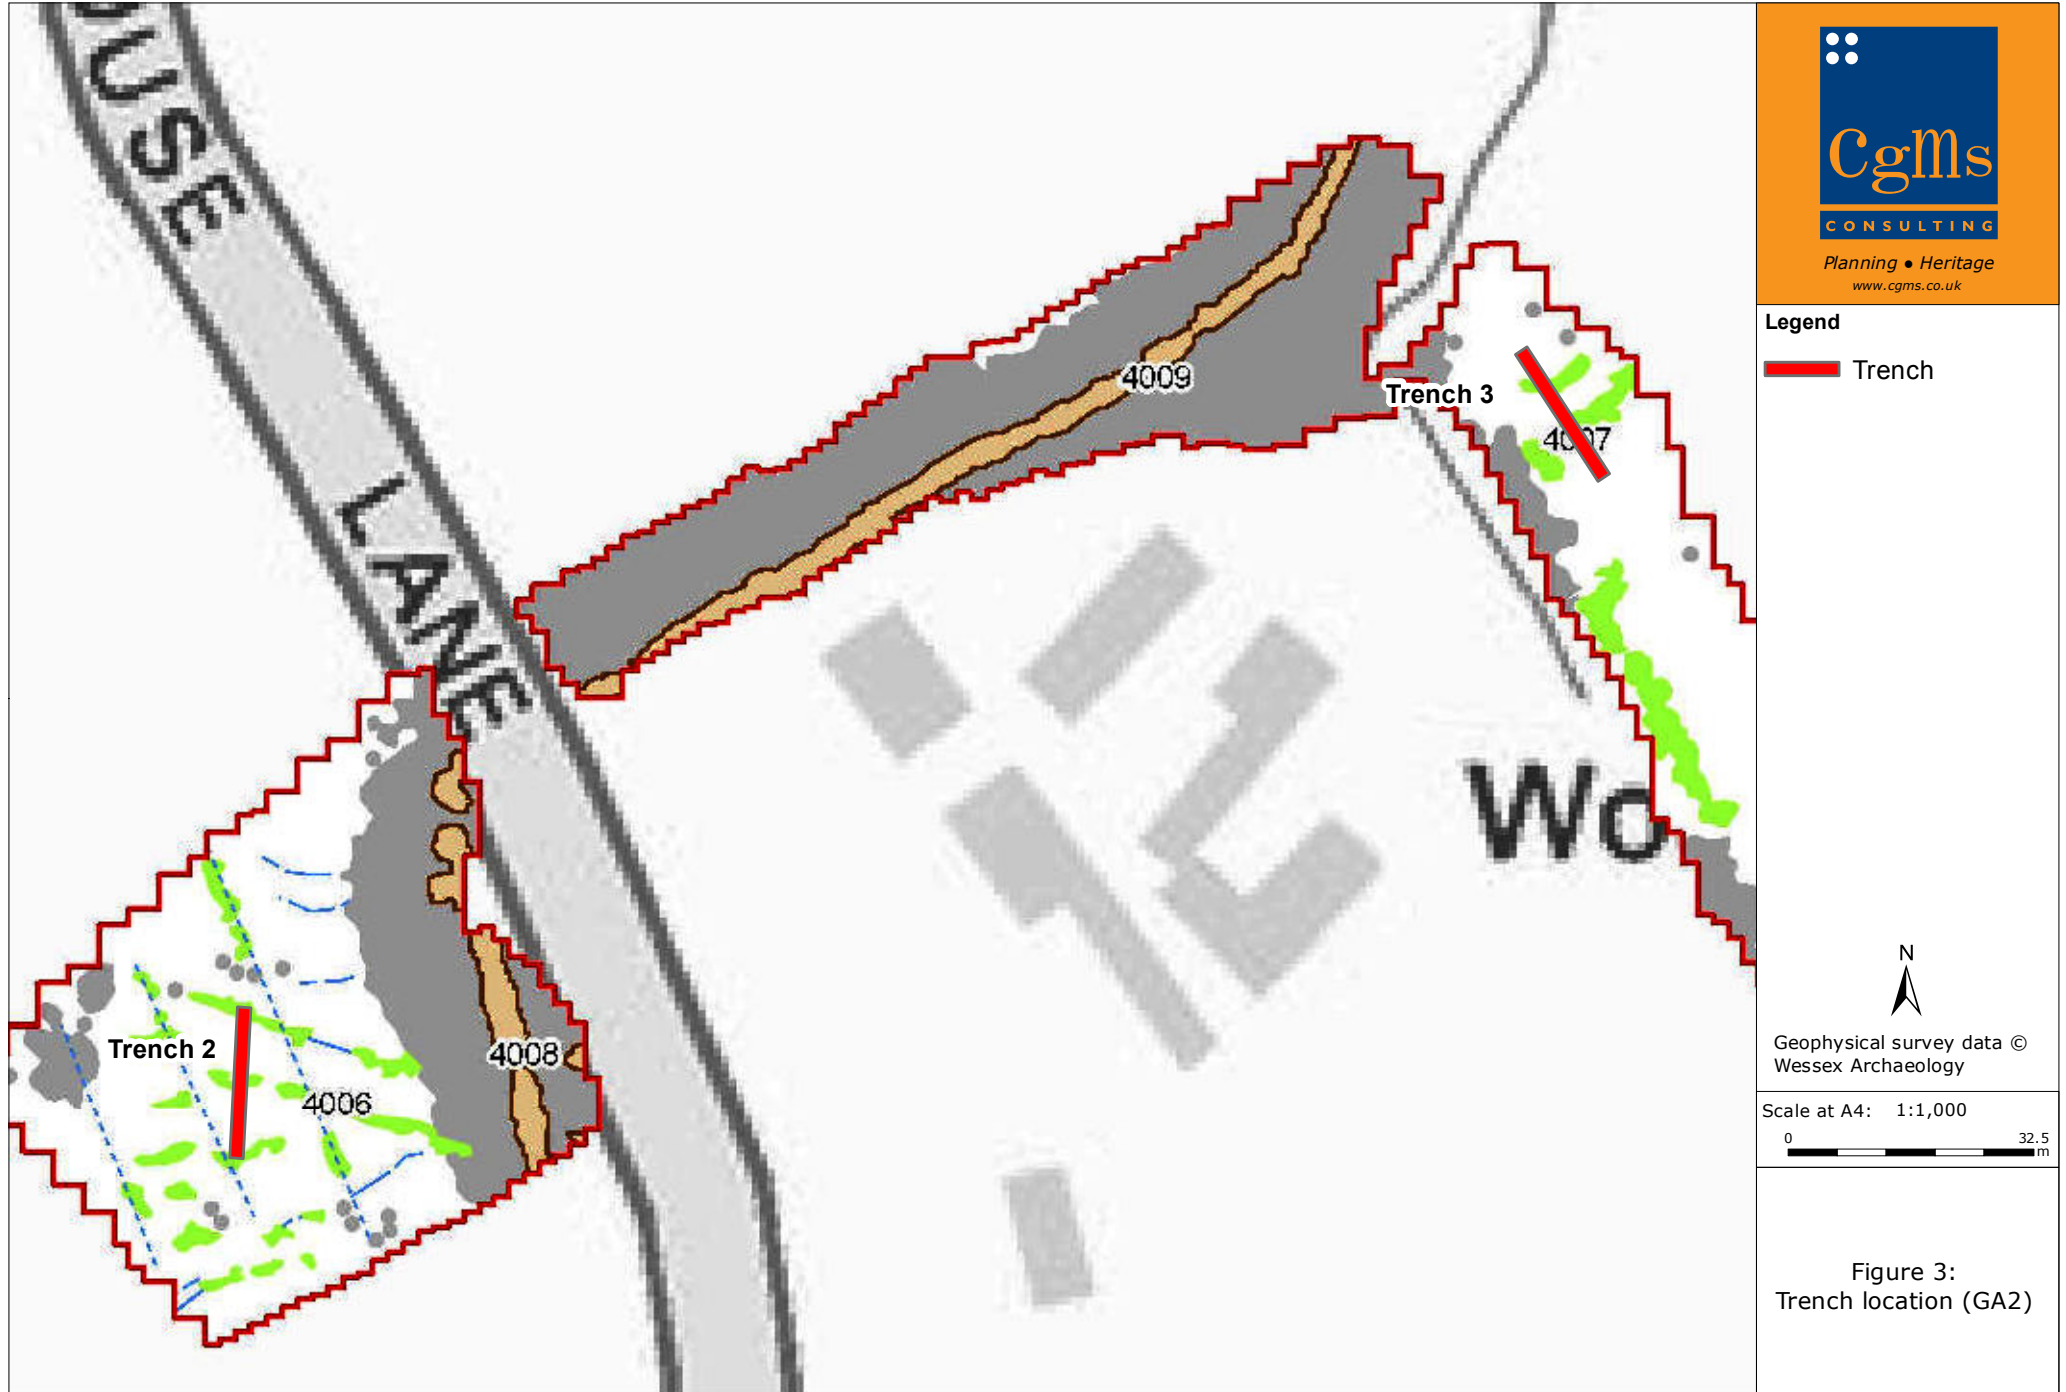 LANE
4009
Trench 3
4007
Trench 2
4008
4006
Wo
CgMs
CONSULTING
Planning ● Heritage
www.cgms.co.uk
Legend
Trench
N
Geophysical survey data ©
Wessex Archaeology
Scale at A4: 1:1,000
0 32.5
m
Figure 3:
Trench location (GA2)